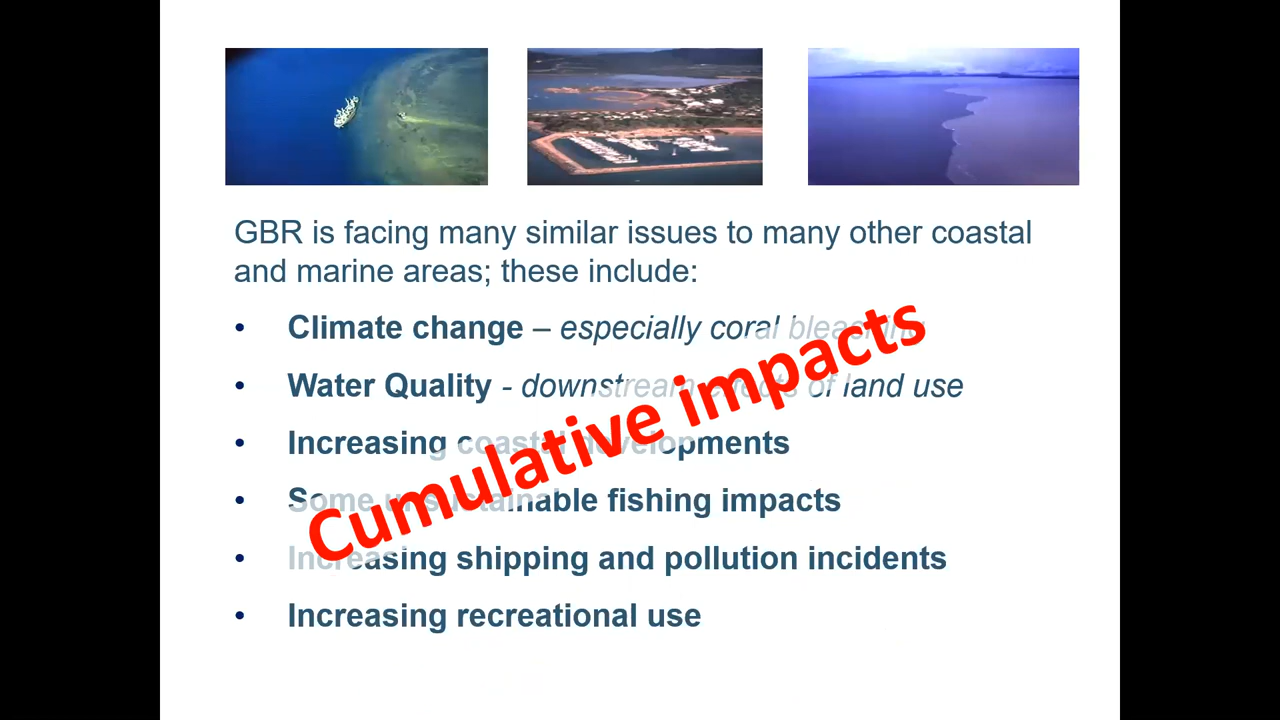 GBR is facing many similar issues to many other coastal
and marine areas; these include:
• Climate change – especially coral bleaching
• Water Quality - downstream effects of land use
• Increasing coastal developments
• Some unsustainable fishing impacts
• Increasing shipping and pollution incidents
• Increasing recreational use
Cumulative impacts